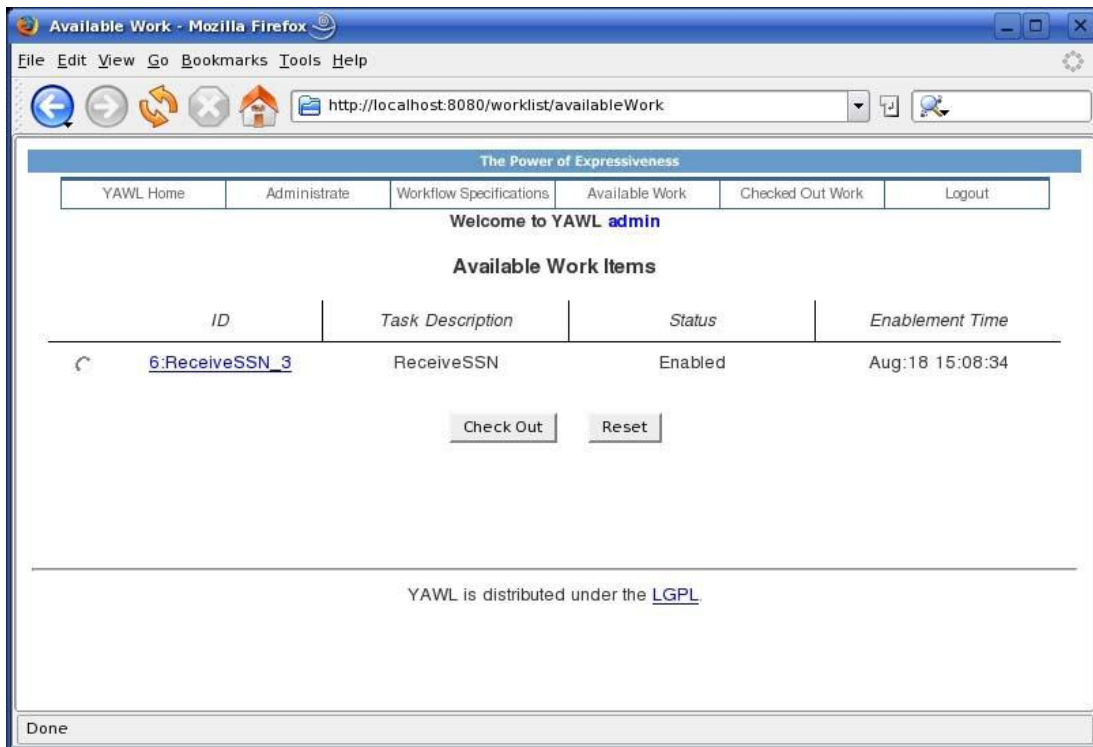 Available Work - Mozilla Firefox
File Edit View Go Bookmarks Tools Help
http://localhost:8080/worklist/availableWork
The Power of Expressiveness
YAWL Home Administrate Workflow Specifications Available Work Checked Out Work Logout
Welcome to YAWL admin
Available Work Items
ID Task Description Status Enablement Time
6:ReceiveSSN_3 ReceiveSSN Enabled Aug:18 15:08:34
Check Out Reset
YAWL is distributed under the LGPL.
Done